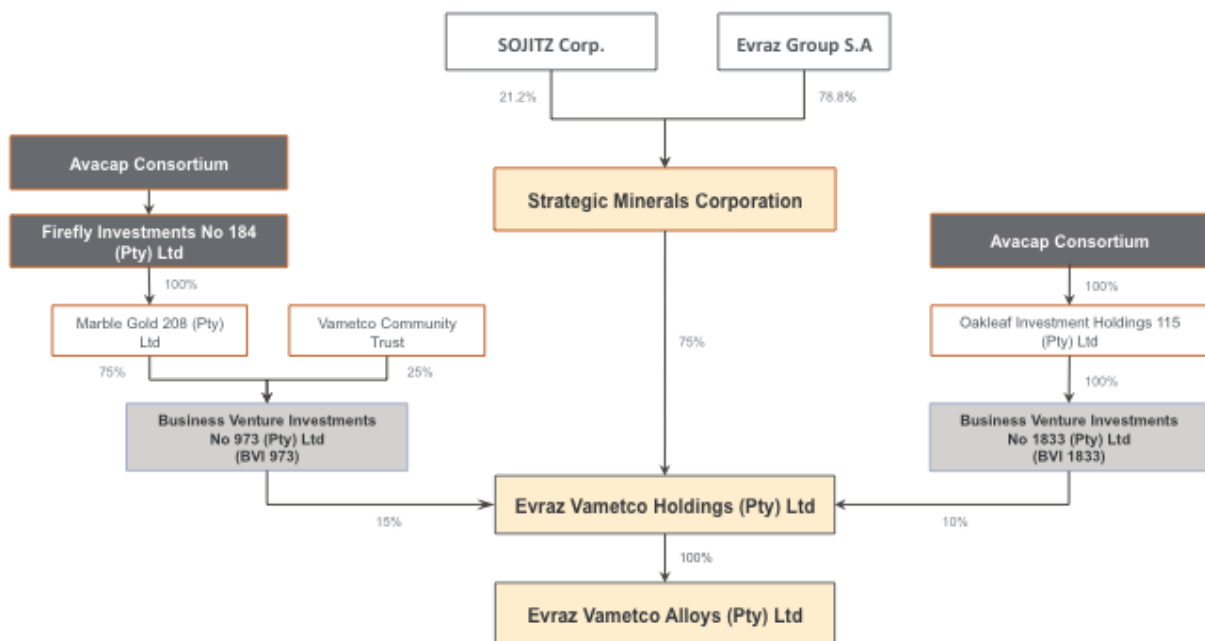 SOJITZ Corp.
Evraz Group S.A
21.2%
78.8%
Avacap Consortium
Strategic Minerals Corporation
Firefly Investments No 184
(Pty) Ltd
Avacap Consortium
100%
100%
Marble Gold 208 (Pty)
Ltd
Vametco Community
Trust
Oakleaf Investment Holdings 115
(Pty) Ltd
75%
75%
25%
100%
Business Venture Investments
No 973 (Pty) Ltd
(BVI 973)
Business Venture Investments
No 1833 (Pty) Ltd
(BVI 1833)
Evraz Vametco Holdings (Pty) Ltd
15%
10%
100%
Evraz Vametco Alloys (Pty) Ltd